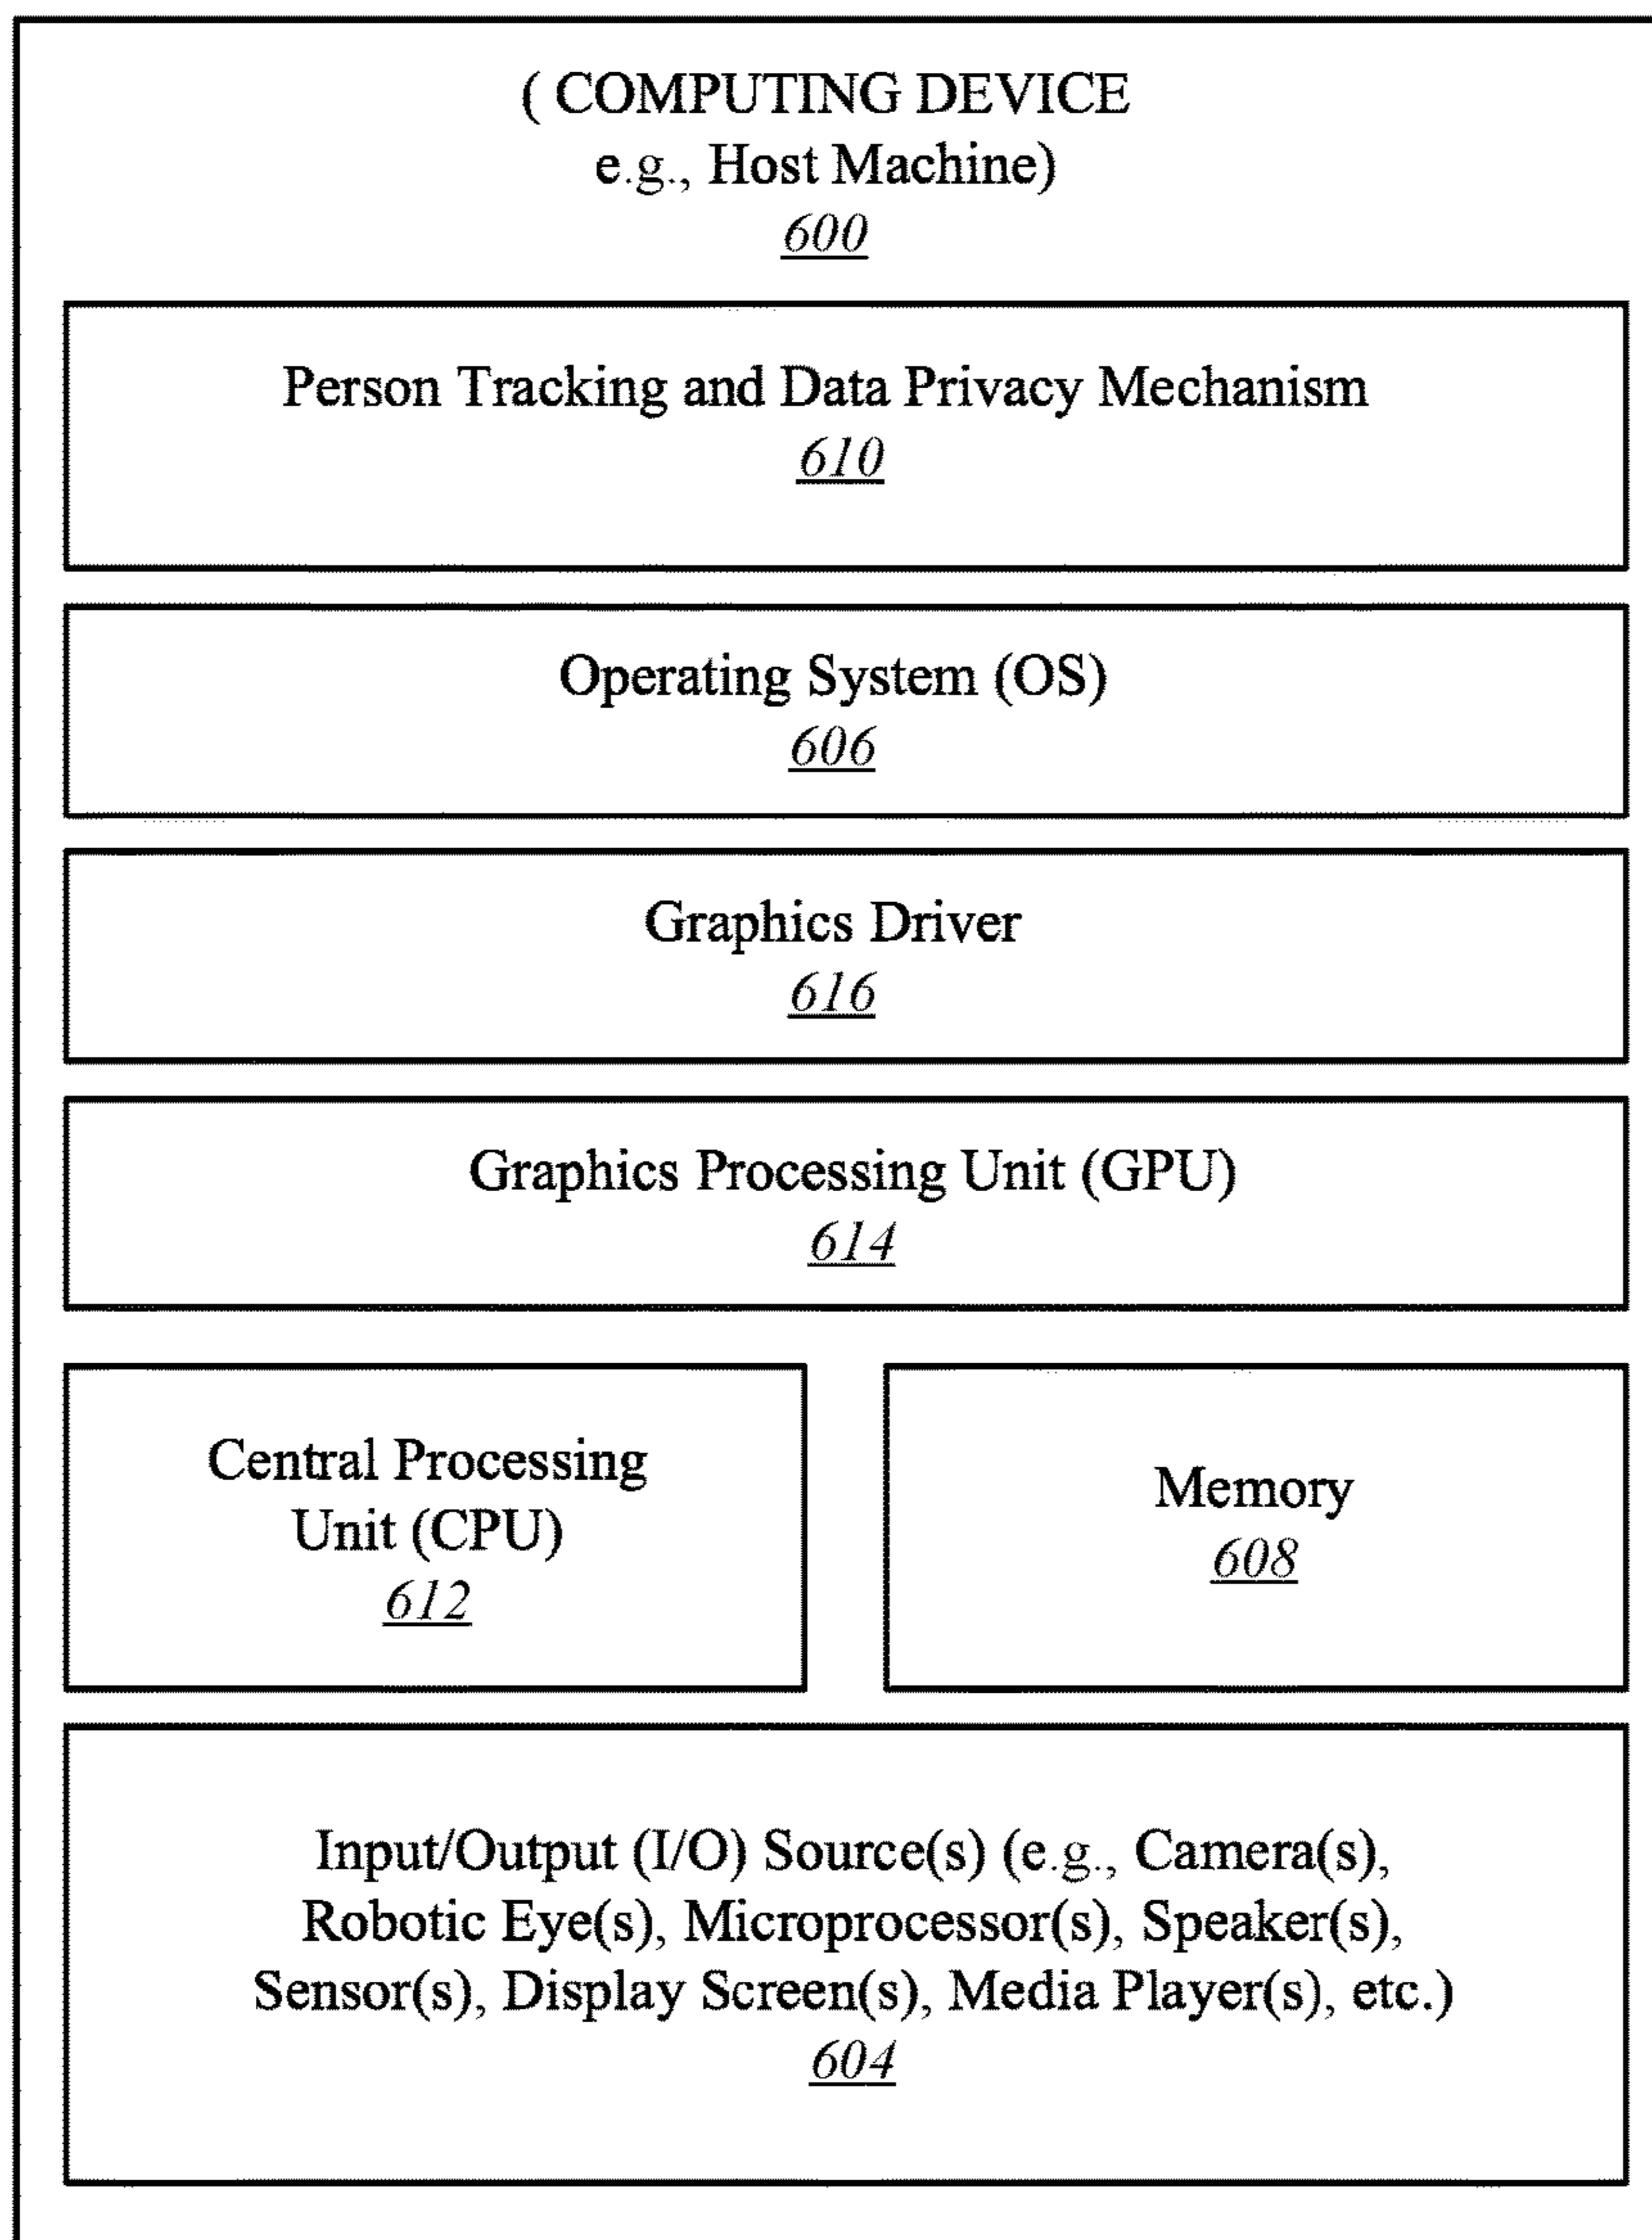 ( COMPUTING DEVICE
e.g., Host Machine)
600
Person Tracking and Data Privacy Mechanism
610
Operating System (OS)
606
Graphics Driver
616
Graphics Processing Unit (GPU)
614
Central Processing
Unit (CPU)
612
Memory
608
Input/Output (I/O) Source(s) (e.g., Camera(s),
Robotic Eye(s), Microprocessor(s), Speaker(s),
Sensor(s), Display Screen(s), Media Player(s), etc.)
604